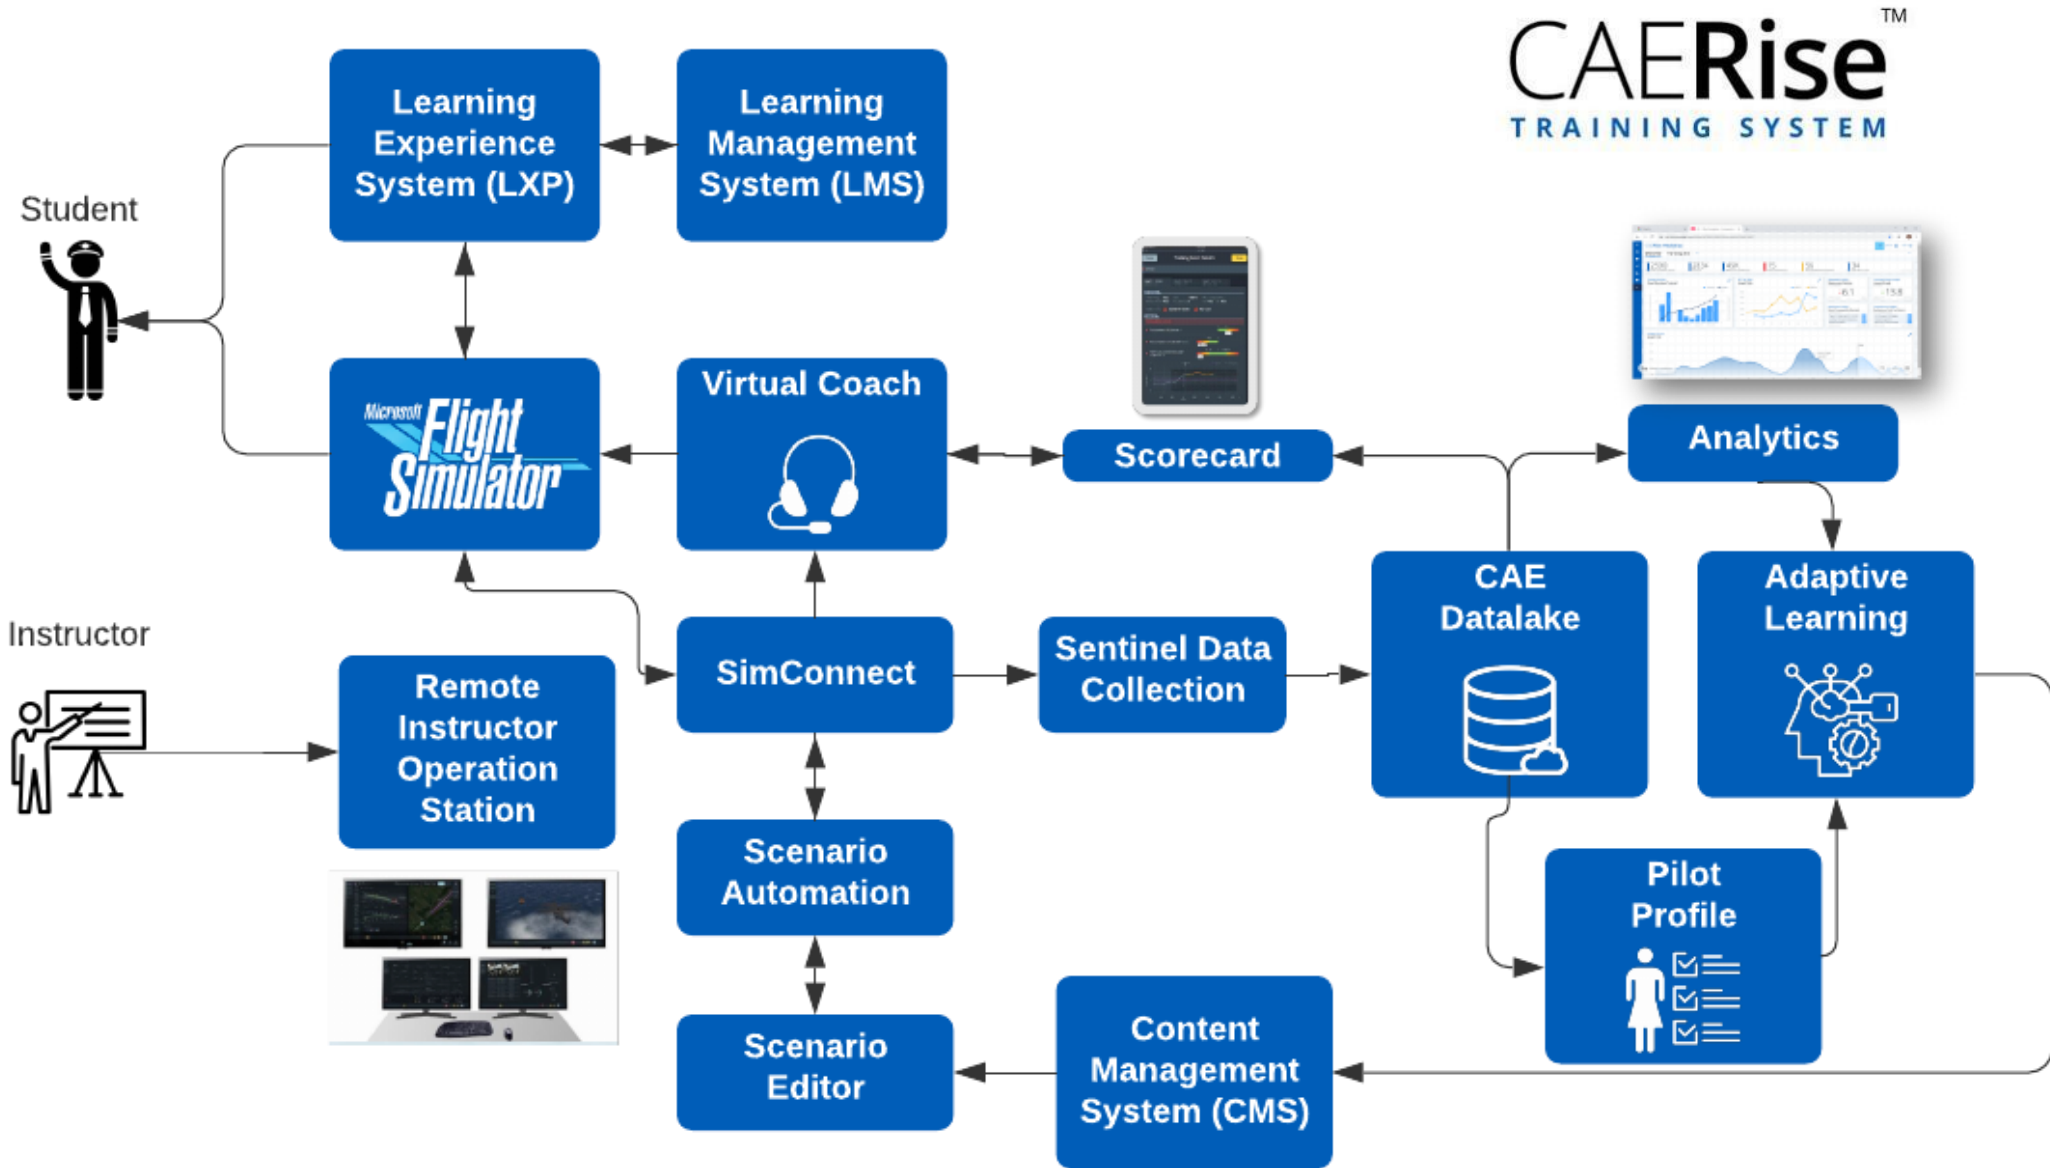 CAERise™
TRAINING SYSTEM
Learning
Experience
System (LXP)
Learning
Management
System (LMS)
Student
Microsoft
Flight
Simulator
Virtual Coach
Scorecard
Analytics
CAE
Datalake
Adaptive
Learning
Instructor
Remote
Instructor
Operation
Station
SimConnect
Sentinel Data
Collection
Scenario
Automation
Pilot
Profile
Scenario
Editor
Content
Management
System (CMS)